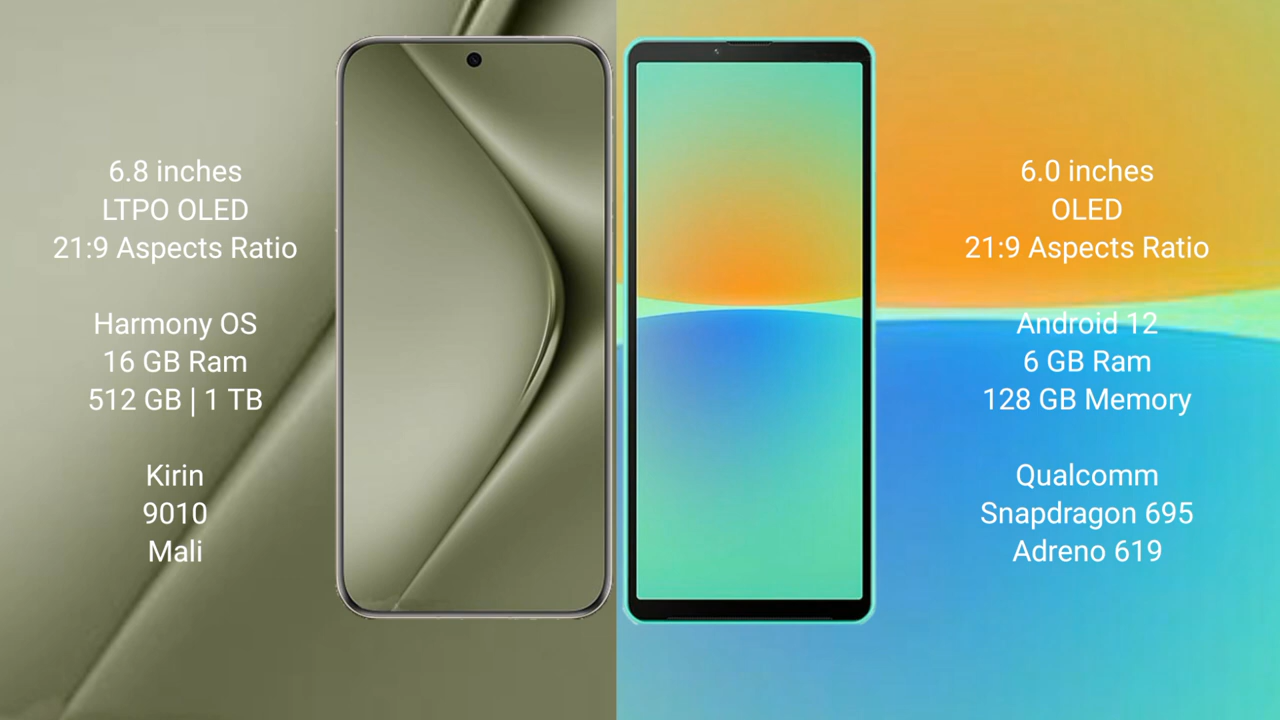 6.8 inches
LTPO OLED
21:9 Aspects Ratio
Harmony OS
16 GB Ram
512 GB | 1 TB
Kirin
9010
Mali
6.0 inches
OLED
21:9 Aspects Ratio
Android 12
6 GB Ram
128 GB Memory
Qualcomm
Snapdragon 695
Adreno 619